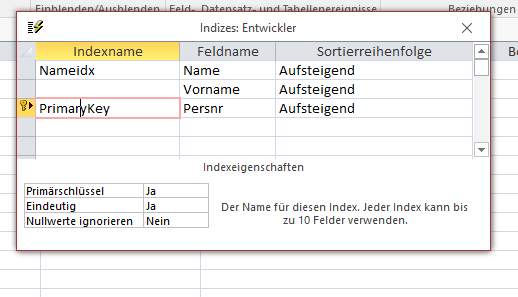 Einblenden/Ausblenden Feld-, Datensatz- und Tabellenereignisse Beziehungen
Indizes: Entwickler
Indexname Feldname Sortierreihenfolge
Nameidx Name Aufsteigend
Vorname Aufsteigend
PrimaryKey Persnr Aufsteigend
Indexeigenschaften
Primärschlüssel Ja
Eindeutig Ja
Nullwerte ignorieren Nein
Der Name für diesen Index. Jeder Index kann bis
zu 10 Felder verwenden.